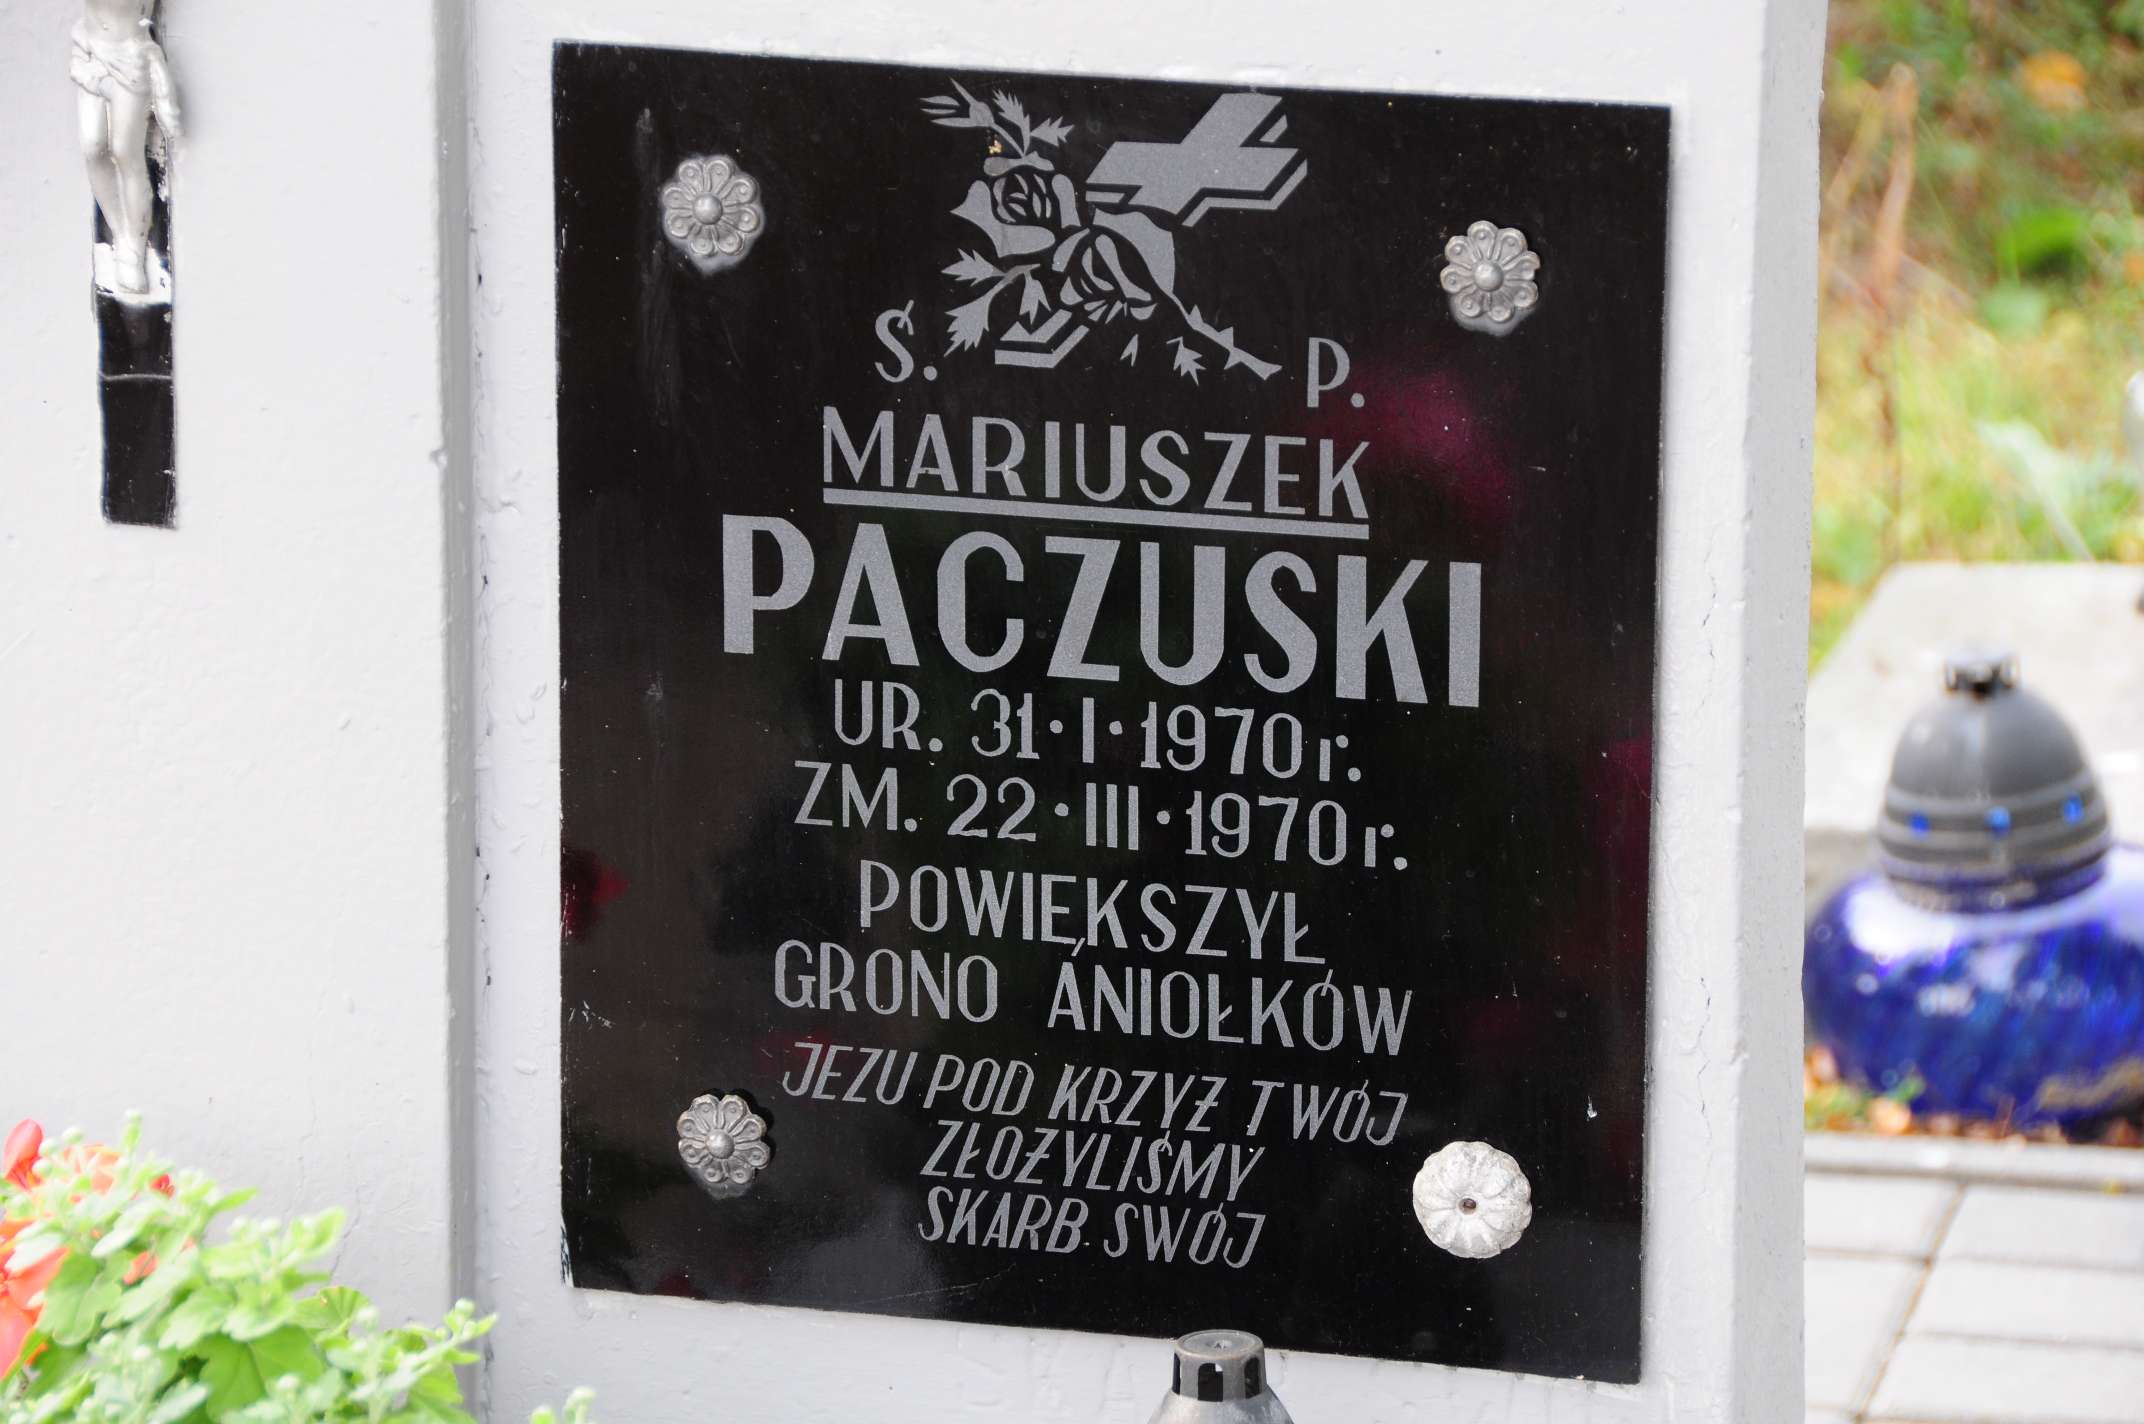 Ś. P.
MARIUSZEK
PACZUSKI
UR. 31·I·1970 r.
ZM. 22·III·1970 r.
POWIĘKSZYŁ
GRONO ANIOŁKÓW
JEZU POD KRZYŻ TWÓJ
ZŁOŻYLIŚMY
SKARB SWÓJ